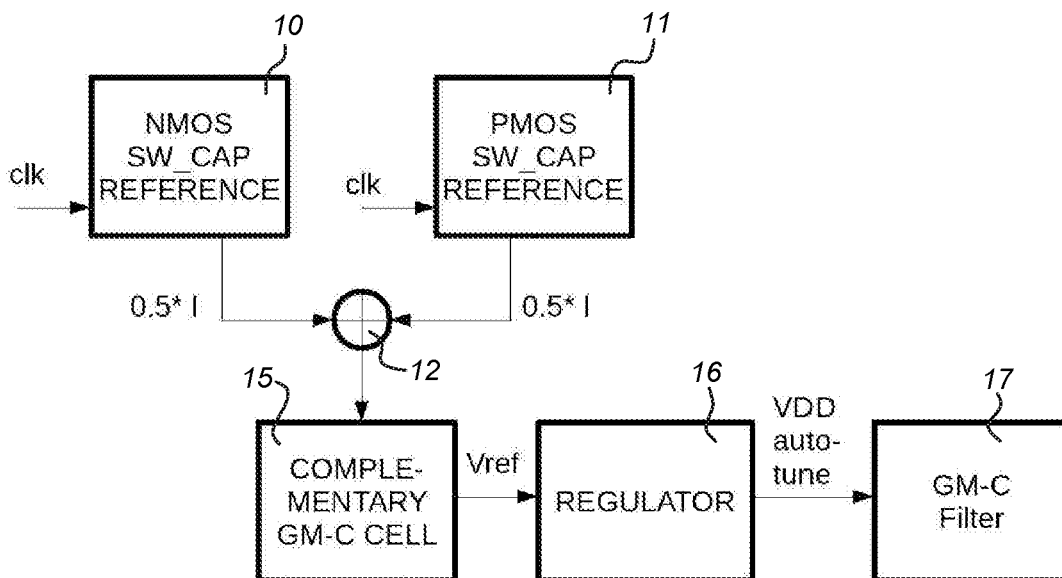 10
11
NMOS
SW_CAP
REFERENCE
PMOS
SW_CAP
REFERENCE
clk
clk
0.5* I
0.5* I
12
15
16
17
COMPLE-
MENTARY
GM-C CELL
Vref
REGULATOR
VDD
auto-
tune
GM-C
Filter